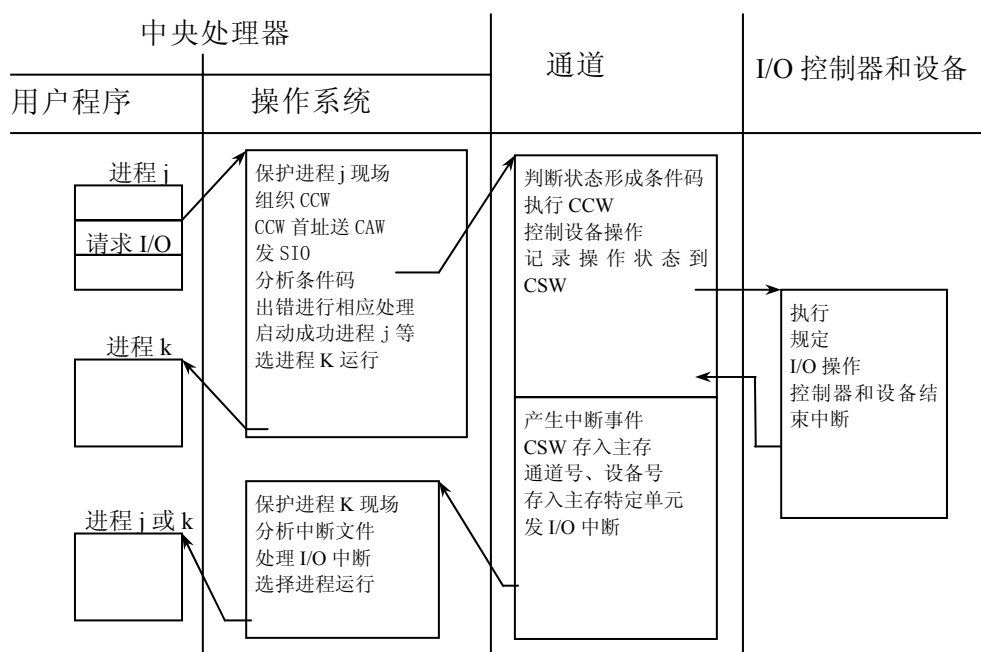 中央处理器
通道
I/O 控制器和设备
用户程序
操作系统
进程 j
请求 I/O
保护进程 j 现场
组织 CCW
CCW 首址送 CAW
发 SIO
分析条件码
出错进行相应处理
启动成功进程 j 等
选进程 K 运行
判断状态形成条件码
执行 CCW
控制设备操作
记录操作状态到
CSW
执行
规定
I/O 操作
控制器和设备结
束中断
进程 k
产生中断事件
CSW 存入主存
通道号、设备号
存入主存特定单元
发 I/O 中断
保护进程 K 现场
分析中断文件
处理 I/O 中断
选择进程运行
进程 j 或 k